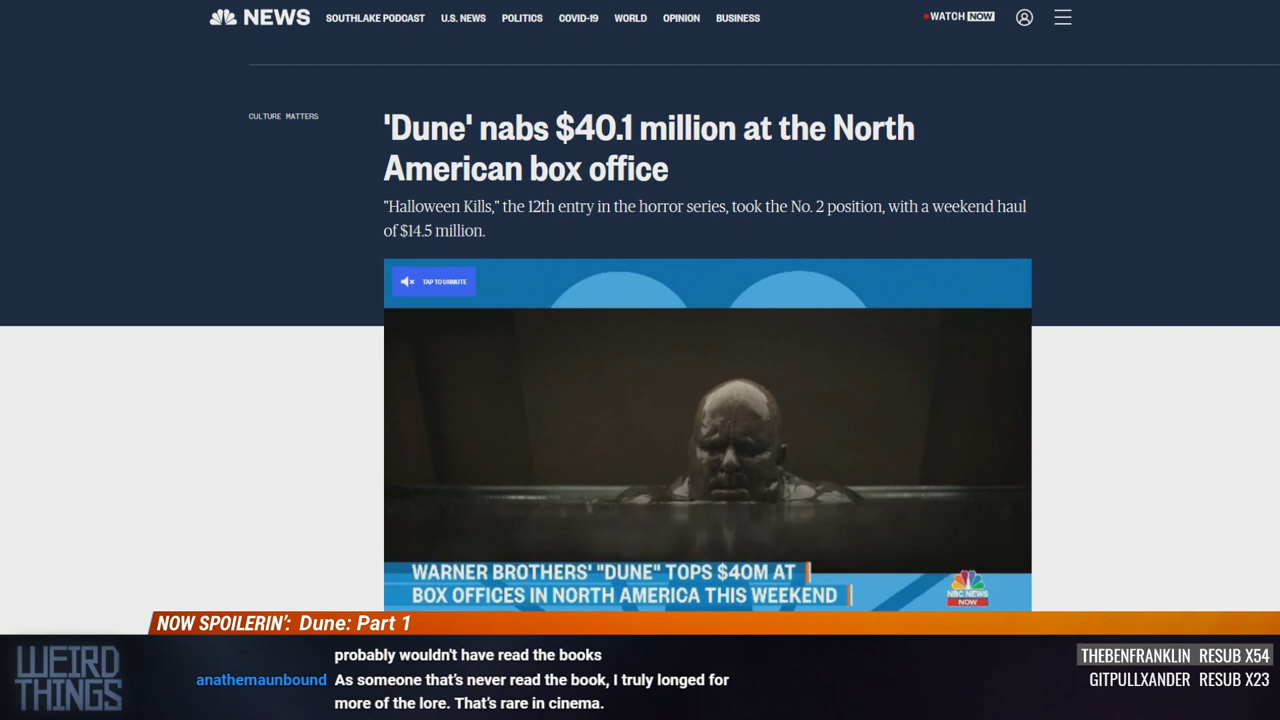 NEWS
SOUTHLAKE PODCAST U.S. NEWS POLITICS COVID-19 WORLD OPINION BUSINESS
WATCH NOW
CULTURE MATTERS
'Dune' nabs $40.1 million at the North
American box office
"Halloween Kills," the 12th entry in the horror series, took the No. 2 position, with a weekend haul
of $14.5 million.
TAP TO UNMUTE
WARNER BROTHERS' "DUNE" TOPS $40M AT
BOX OFFICES IN NORTH AMERICA THIS WEEKEND
NBC NEWS
NOW
NOW SPOILERIN': Dune: Part 1
WEIRD
THINGS
probably wouldn't have read the books
anathemaunbound As someone that's never read the book, I truly longed for
more of the lore. That's rare in cinema.
THEBENFRANKLIN RESUB X54
GITPULLXANDER RESUB X23